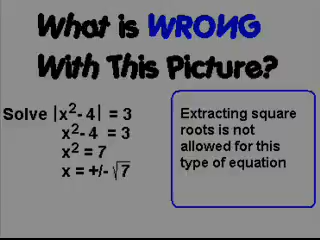 What is WRONG
With This Picture?
Solve |x²- 4| = 3
x²- 4 = 3
x² = 7
x = +/- √7
Extracting square
roots is not
allowed for this
type of equation